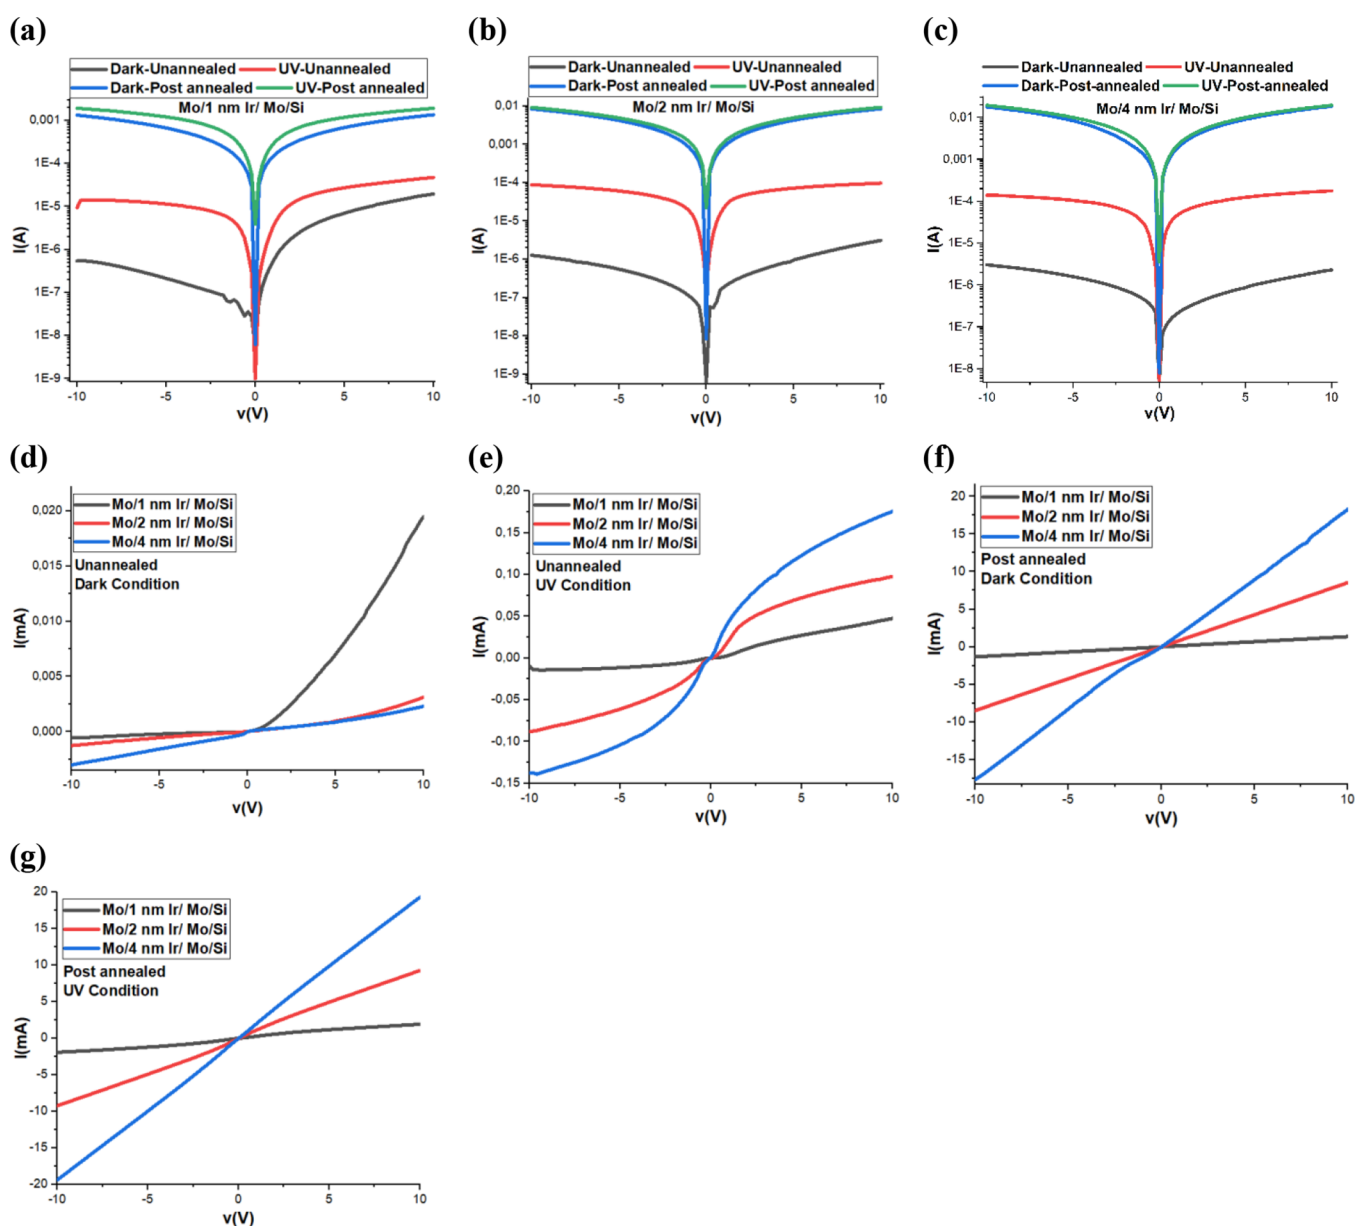 (a)
Dark-Unannealed UV-Unannealed
Dark-Post annealed UV-Post annealed
Mo/1 nm Ir/ Mo/Si
0,001
1E-4
1E-5
1E-6
1E-7
1E-8
1E-9
I(A)
-10 -5 0 5 10
v(V)
(b)
Dark-Unannealed UV-Unannealed
Dark-Post annealed UV-Post annealed
Mo/2 nm Ir/ Mo/Si
0,01
0,001
1E-4
1E-5
1E-6
1E-7
1E-8
1E-9
I(A)
-10 -5 0 5 10
v(V)
(c)
Dark-Unannealed UV-Unannealed
Dark-Post-annealed UV-Post-annealed
Mo/4 nm Ir/ Mo/Si
0,01
0,001
1E-4
1E-5
1E-6
1E-7
1E-8
I(A)
-10 -5 0 5 10
v(V)
(d)
Mo/1 nm Ir/ Mo/Si
Mo/2 nm Ir/ Mo/Si
Mo/4 nm Ir/ Mo/Si
Unannealed
Dark Condition
0,020
0,015
0,010
0,005
0,000
I(mA)
-10 -5 0 5 10
v(V)
(e)
Mo/1 nm Ir/ Mo/Si
Mo/2 nm Ir/ Mo/Si
Mo/4 nm Ir/ Mo/Si
Unannealed
UV Condition
0,20
0,15
0,10
0,05
0,00
-0,05
-0,10
-0,15
I(mA)
-10 -5 0 5 10
v(V)
(f)
Mo/1 nm Ir/ Mo/Si
Mo/2 nm Ir/ Mo/Si
Mo/4 nm Ir/ Mo/Si
Post annealed
Dark Condition
20
15
10
5
0
-5
-10
-15
I(mA)
-10 -5 0 5 10
v(V)
(g)
Mo/1 nm Ir/ Mo/Si
Mo/2 nm Ir/ Mo/Si
Mo/4 nm Ir/ Mo/Si
Post annealed
UV Condition
20
15
10
5
0
-5
-10
-15
-20
I(mA)
-10 -5 0 5 10
v(V)